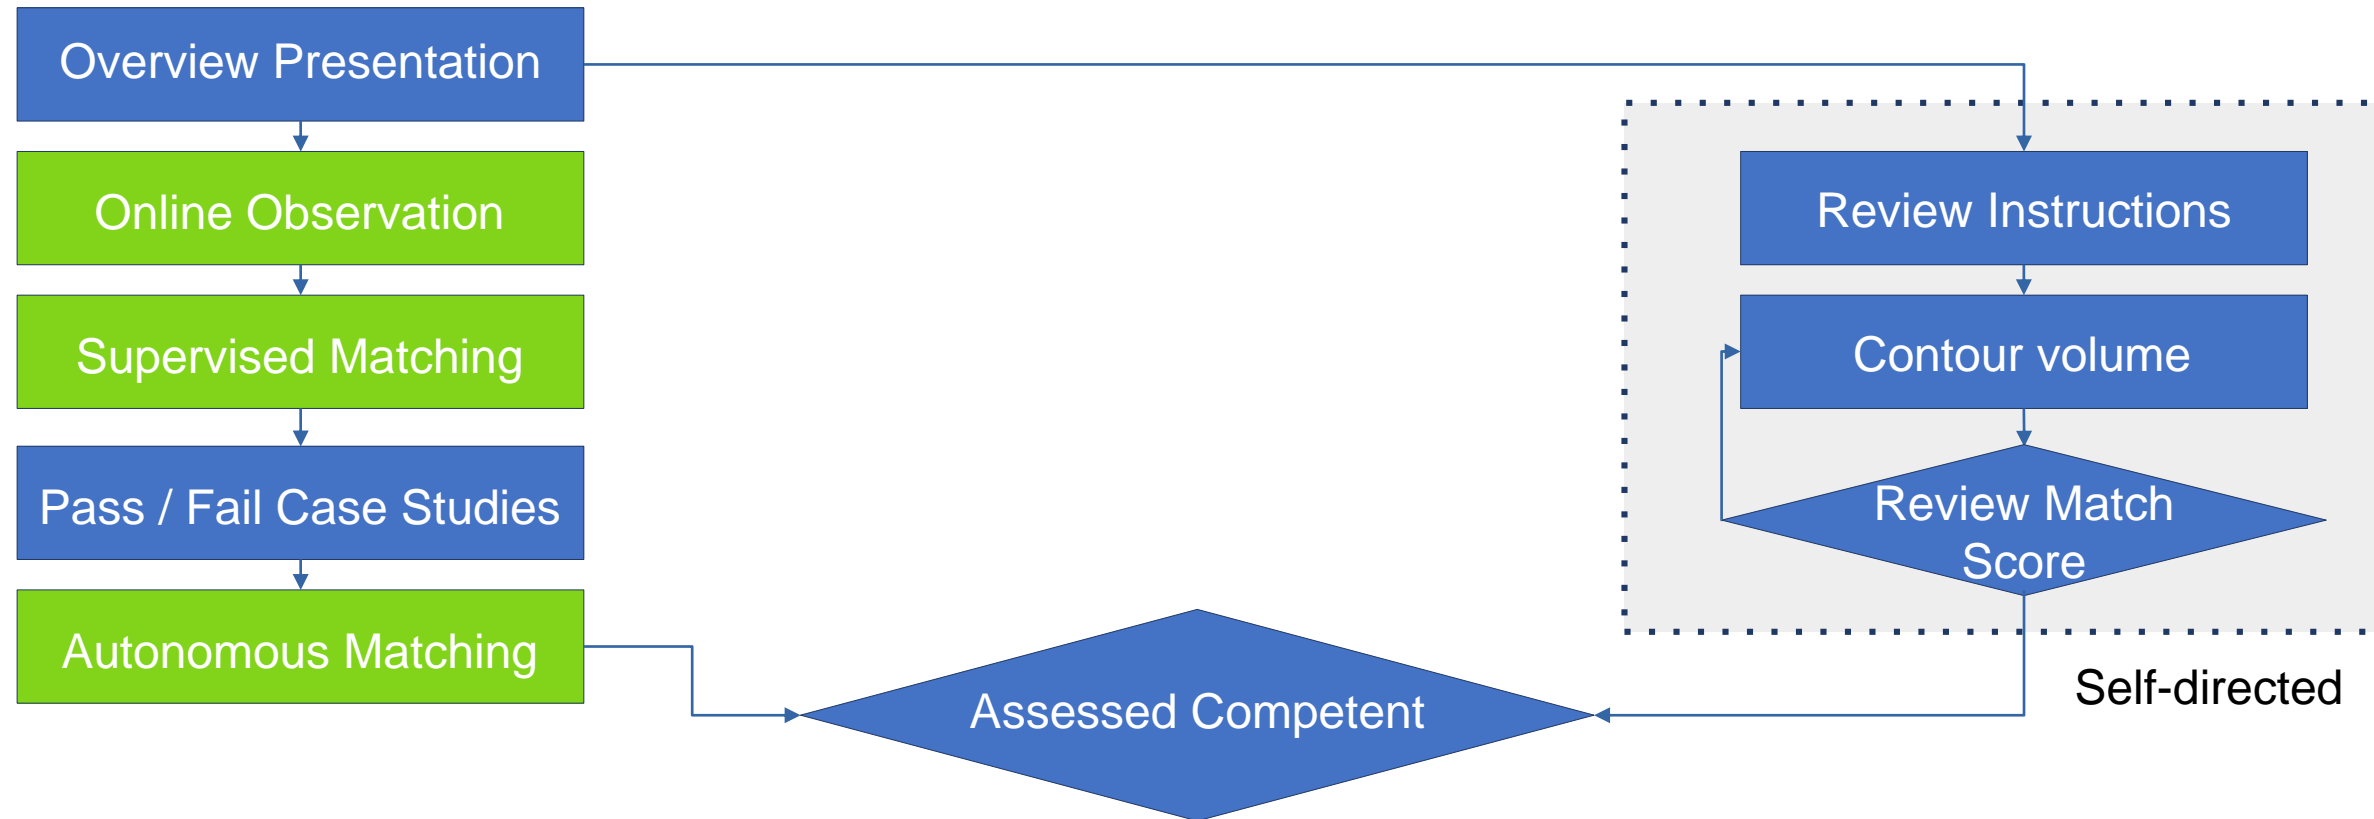 Overview Presentation
Online Observation
Supervised Matching
Pass / Fail Case Studies
Autonomous Matching
Assessed Competent
Review Instructions
Contour volume
Review Match
Score
Self-directed